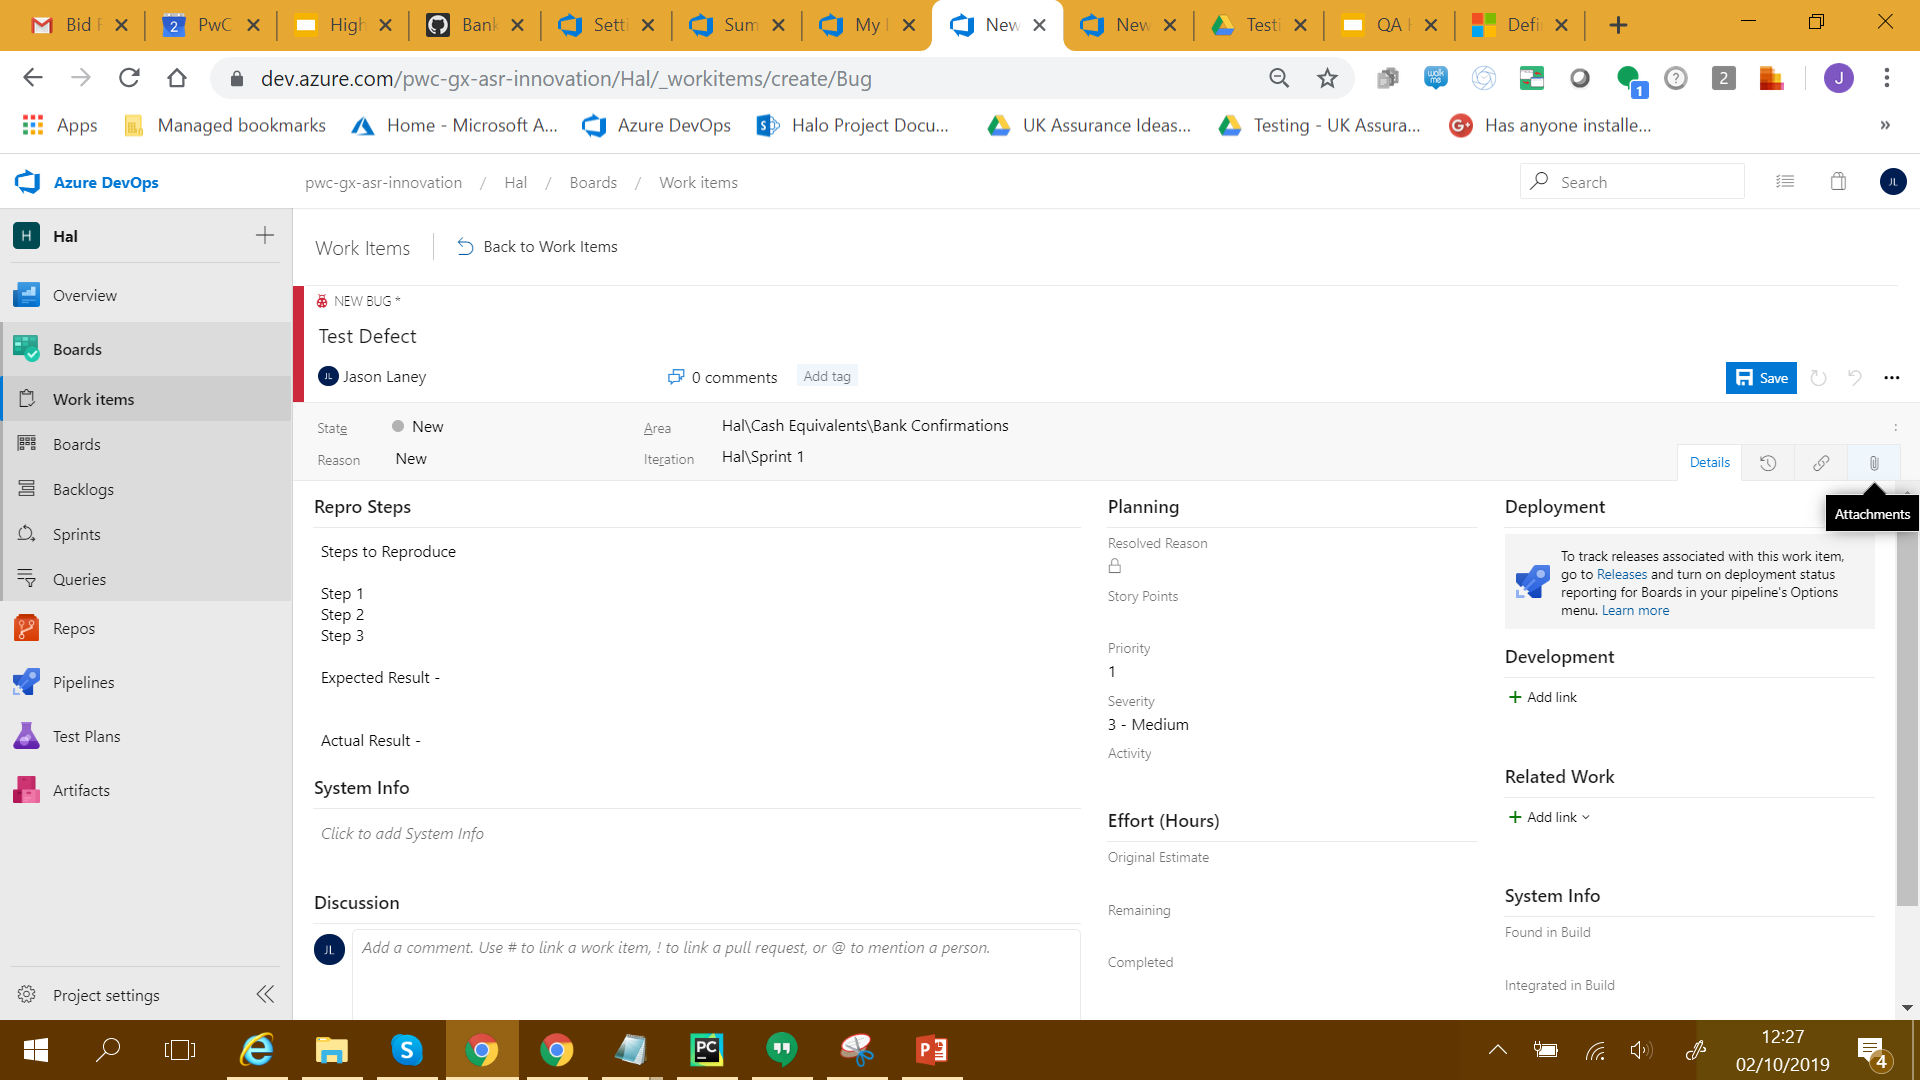 Bid
PwC
High
Bank
Setti
Sum
My
New
New
Testi
QA
Defi
dev.azure.com/pwc-gx-asr-innovation/Hal/_workitems/create/Bug
1
2
J
Apps
Managed bookmarks
Home - Microsoft A...
Azure DevOps
Halo Project Docu...
UK Assurance Ideas...
Testing - UK Assura...
Has anyone installe...
»
Azure DevOps
pwc-gx-asr-innovation / Hal / Boards / Work items
Search
JL
H Hal
Overview
Boards
Work items
Boards
Backlogs
Sprints
Queries
Repos
Pipelines
Test Plans
Artifacts
Project settings
Work Items
Back to Work Items
NEW BUG *
Test Defect
JL Jason Laney
0 comments
Add tag
Save
State New
Reason New
Area Hal\Cash Equivalents\Bank Confirmations
Iteration Hal\Sprint 1
Details
Attachments
Repro Steps
Steps to Reproduce
Step 1
Step 2
Step 3
Expected Result -
Actual Result -
System Info
Click to add System Info
Discussion
JL
Add a comment. Use # to link a work item, ! to link a pull request, or @ to mention a person.
Planning
Resolved Reason
Story Points
Priority
1
Severity
3 - Medium
Activity
Effort (Hours)
Original Estimate
Remaining
Completed
Deployment
To track releases associated with this work item,
go to Releases and turn on deployment status
reporting for Boards in your pipeline's Options
menu. Learn more
Development
Add link
Related Work
Add link
System Info
Found in Build
Integrated in Build
12:27
02/10/2019
4